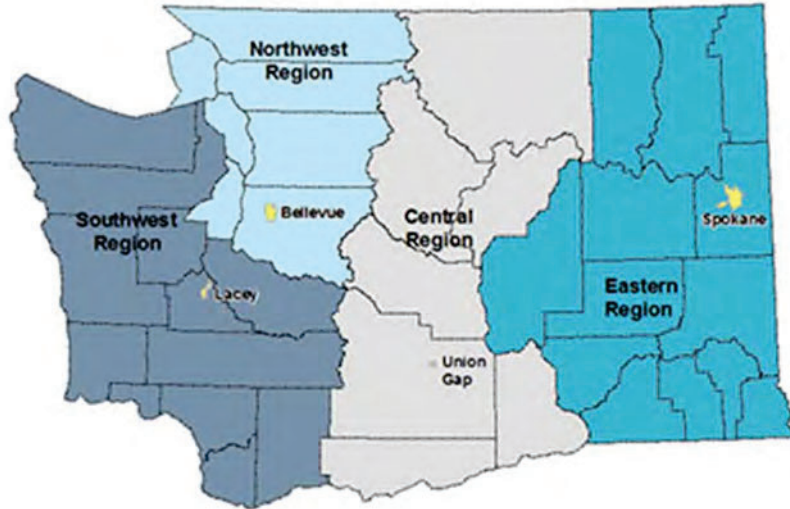 Northwest
Region
Bellevue
Southwest
Region
Central
Region
Spokane
Lacey
Eastern
Region
Union
Gap